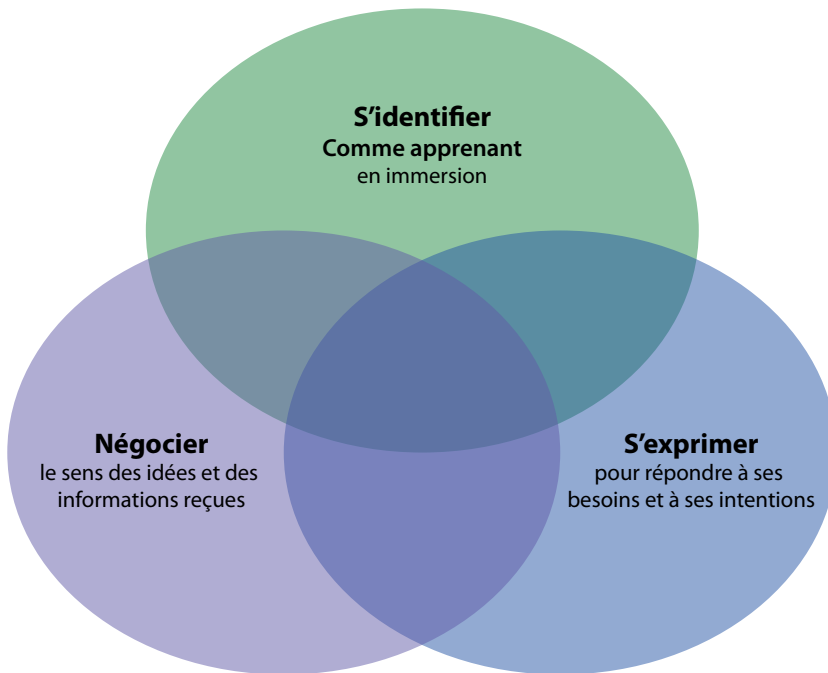 S'identifier
Comme apprenant
en immersion
Négocier
le sens des idées et des
informations reçues
S'exprimer
pour répondre à ses
besoins et à ses intentions